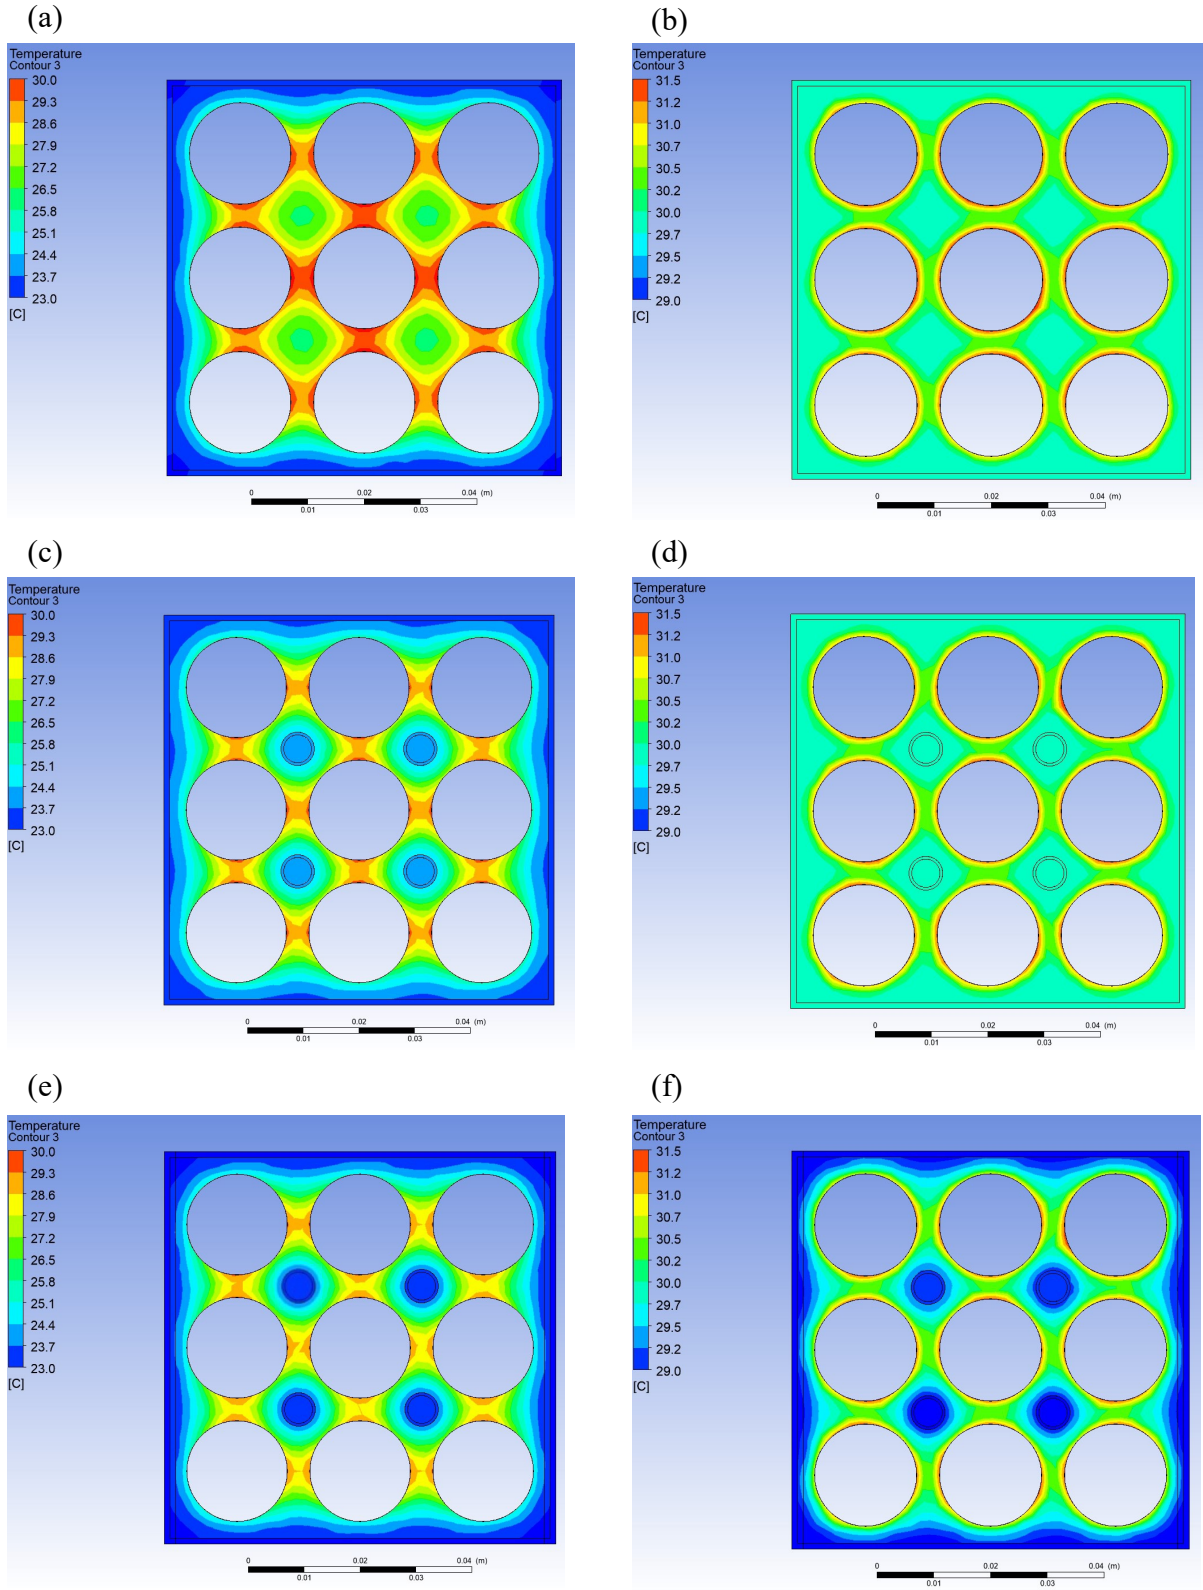 (a)
Temperature
Contour 3
30.0
29.3
28.6
27.9
27.2
26.5
25.8
25.1
24.4
23.7
23.0
[C]
0 0.02 0.04 (m)
0.01 0.03
(b)
Temperature
Contour 3
31.5
31.2
31.0
30.7
30.5
30.2
30.0
29.7
29.5
29.2
29.0
[C]
0 0.02 0.04 (m)
0.01 0.03
(c)
Temperature
Contour 3
30.0
29.3
28.6
27.9
27.2
26.5
25.8
25.1
24.4
23.7
23.0
[C]
0 0.02 0.04 (m)
0.01 0.03
(d)
Temperature
Contour 3
31.5
31.2
31.0
30.7
30.5
30.2
30.0
29.7
29.5
29.2
29.0
[C]
0 0.02 0.04 (m)
0.01 0.03
(e)
Temperature
Contour 3
30.0
29.3
28.6
27.9
27.2
26.5
25.8
25.1
24.4
23.7
23.0
[C]
0 0.02 0.04 (m)
0.01 0.03
(f)
Temperature
Contour 3
31.5
31.2
31.0
30.7
30.5
30.2
30.0
29.7
29.5
29.2
29.0
[C]
0 0.02 0.04 (m)
0.01 0.03